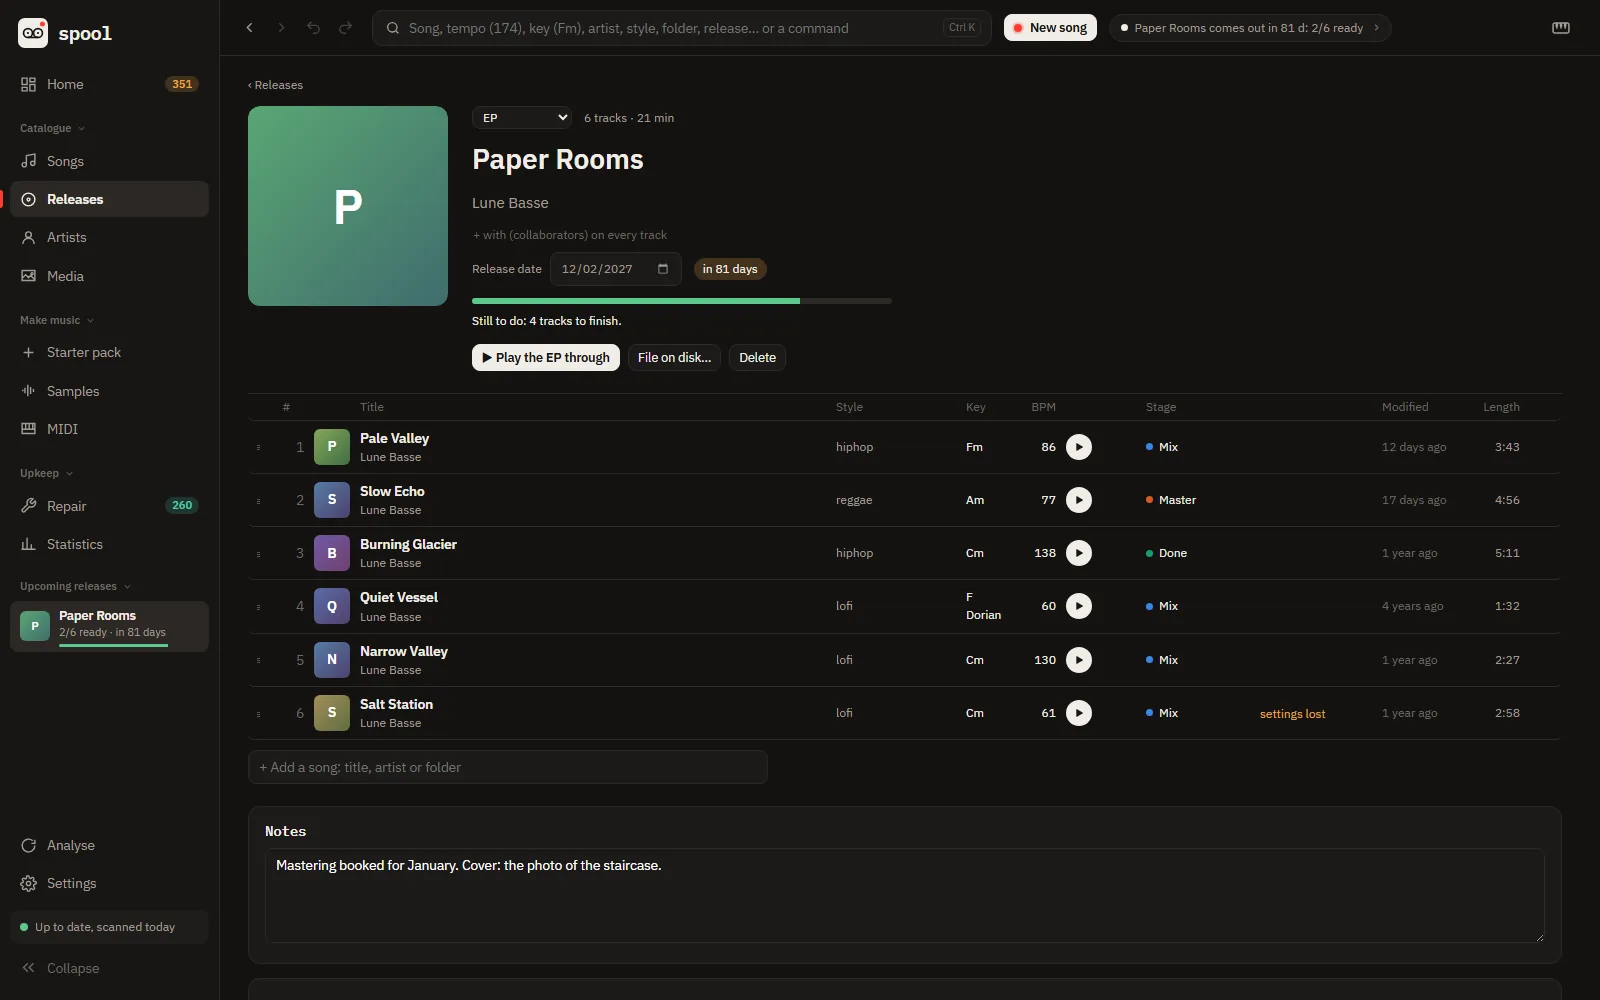 spool
Song, tempo (174), key (Fm), artist, style, folder, release... or a command
Ctrl K
New song
Paper Rooms comes out in 81 d: 2/6 ready
Home
351
Catalogue
Songs
Releases
Artists
Media
Make music
Starter pack
Samples
MIDI
Upkeep
Repair
260
Statistics
Upcoming releases
P
Paper Rooms
2/6 ready · in 81 days
Analyse
Settings
Up to date, scanned today
Collapse
‹ Releases
P
EP
6 tracks · 21 min
Paper Rooms
Lune Basse
+ with (collaborators) on every track
Release date
12/02/2027
in 81 days
Still to do: 4 tracks to finish.
Play the EP through
File on disk...
Delete
# Title Style Key BPM Stage Modified Length
1 P Pale Valley hiphop Fm 86 Mix 12 days ago 3:43
Lune Basse
2 S Slow Echo reggae Am 77 Master 17 days ago 4:56
Lune Basse
3 B Burning Glacier hiphop Cm 138 Done 1 year ago 5:11
Lune Basse
4 Q Quiet Vessel lofi F Dorian 60 Mix 4 years ago 1:32
Lune Basse
5 N Narrow Valley lofi Cm 130 Mix 1 year ago 2:27
Lune Basse
6 S Salt Station lofi Cm 61 Mix settings lost 1 year ago 2:58
Lune Basse
+ Add a song: title, artist or folder
Notes
Mastering booked for January. Cover: the photo of the staircase.